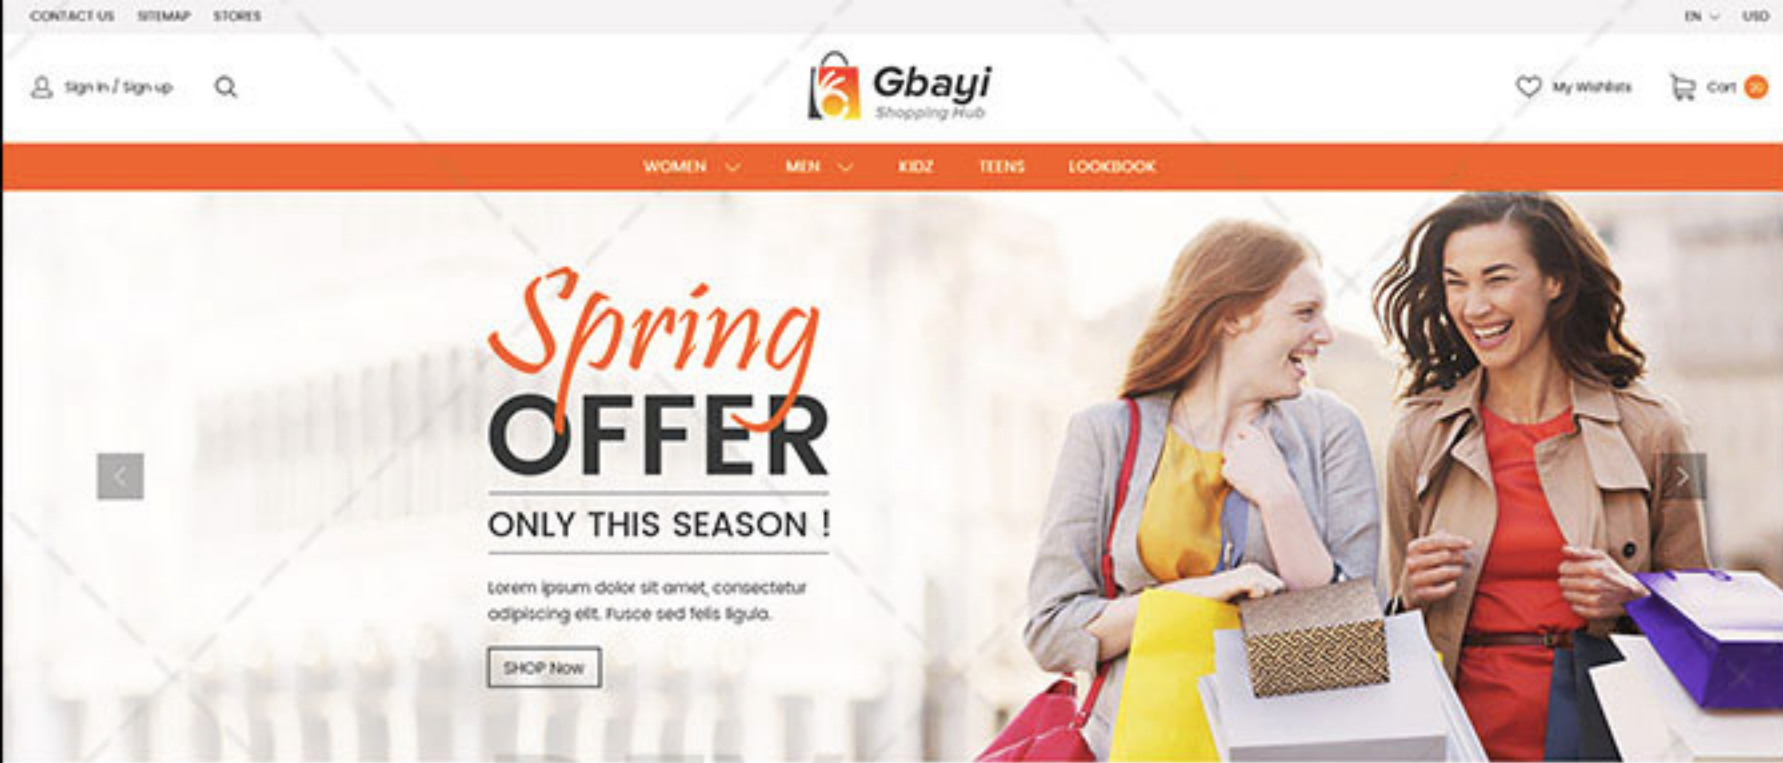 CONTACT US SITEMAP STORES EN USD
Sign In / Sign up
Gbayi
Shopping Hub
My Wishlists Cart
WOMEN MEN KIDZ TEENS LOOKBOOK
Spring
OFFER
ONLY THIS SEASON !
Lorem ipsum dolor sit amet, consectetur
adipiscing elit. Fusce sed felis ligula.
SHOP Now